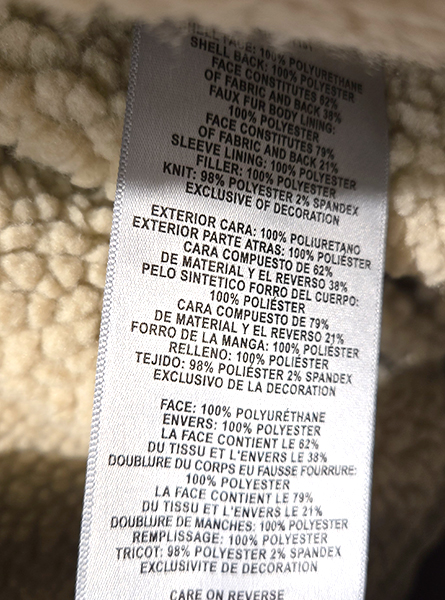 SHELL FACE: 100% POLYURETHANE
SHELL BACK: 100% POLYESTER
FACE CONSTITUTES 62%
OF FABRIC AND BACK 38%
FAUX FUR BODY LINING:
100% POLYESTER
FACE CONSTITUTES 79%
OF FABRIC AND BACK 21%
SLEEVE LINING: 100% POLYESTER
FILLER: 100% POLYESTER
KNIT: 98% POLYESTER 2% SPANDEX
EXCLUSIVE OF DECORATION
EXTERIOR CARA: 100% POLIURETANO
EXTERIOR PARTE ATRAS: 100% POLIÉSTER
CARA COMPUESTO DE 62%
DE MATERIAL Y EL REVERSO 38%
PELO SINTETICO FORRO DEL CUERPO:
100% POLIÉSTER
CARA COMPUESTO DE 79%
DE MATERIAL Y EL REVERSO 21%
FORRO DE LA MANGA: 100% POLIÉSTER
RELLENO: 100% POLIÉSTER
TEJIDO: 98% POLIÉSTER 2% SPANDEX
EXCLUSIVO DE LA DECORATION
FACE: 100% POLYURÉTHANE
ENVERS: 100% POLYESTER
LA FACE CONTIENT LE 62%
DU TISSU ET L'ENVERS LE 38%
DOUBLURE DU CORPS EU FAUSSE FOURRURE:
100% POLYESTER
LA FACE CONTIENT LE 79%
DU TISSU ET L'ENVERS LE 21%
DOUBLURE DE MANCHES: 100% POLYESTER
REMPLISSAGE: 100% POLYESTER
TRICOT: 98% POLYESTER 2% SPANDEX
EXCLUSIVITE DE DECORATION
CARE ON REVERSE